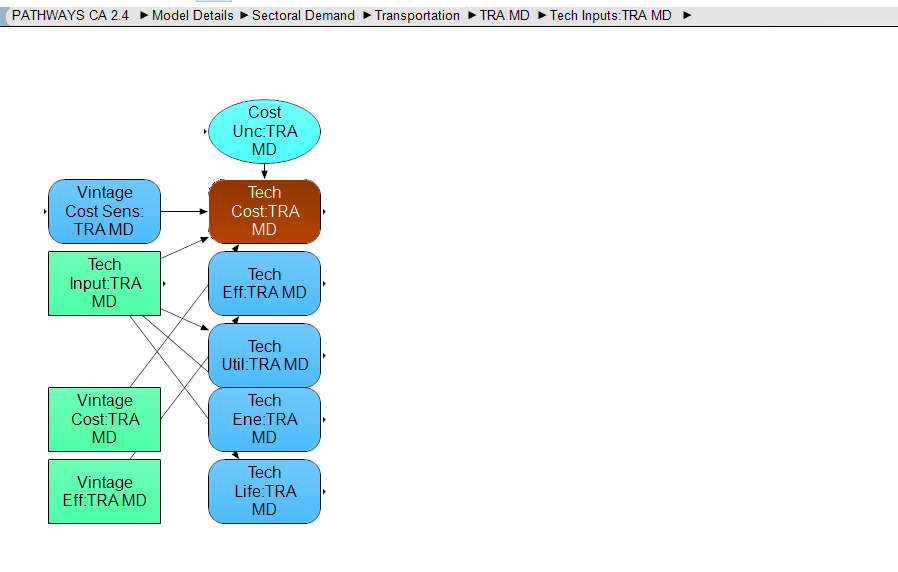 PATHWAYS CA 2.4 ▶ Model Details ▶ Sectoral Demand ▶ Transportation ▶ TRA MD ▶ Tech Inputs:TRA MD ▶
Cost
Unc:TRA
MD
Vintage
Cost Sens:
TRA MD
Tech
Cost:TRA
MD
Tech
Input:TRA
MD
Tech
Eff:TRA MD
Tech
Util:TRA MD
Vintage
Cost:TRA
MD
Tech
Ene:TRA
MD
Vintage
Eff:TRA MD
Tech
Life:TRA
MD